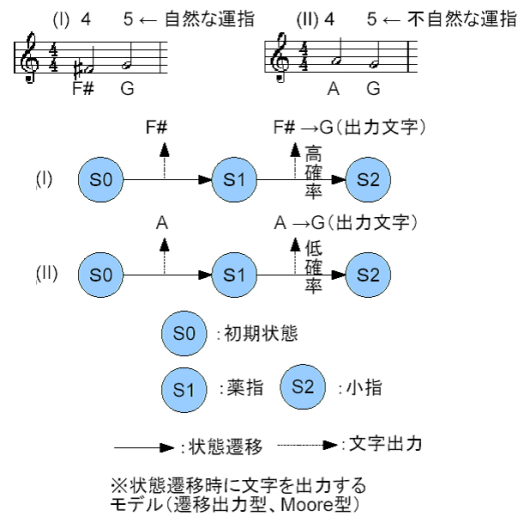 (I) 4 5 ← 自然な運指
(II) 4 5 ← 不自然な運指
4
4
4
4
F# G
A G
F#
F# →G(出力文字)
(I)
S0
S1
高確率
S2
A
A →G(出力文字)
(II)
S0
S1
低確率
S2
S0 :初期状態
S1 :薬指
S2 :小指
:状態遷移
:文字出力
※状態遷移時に文字を出力する
モデル(遷移出力型、Moore型)